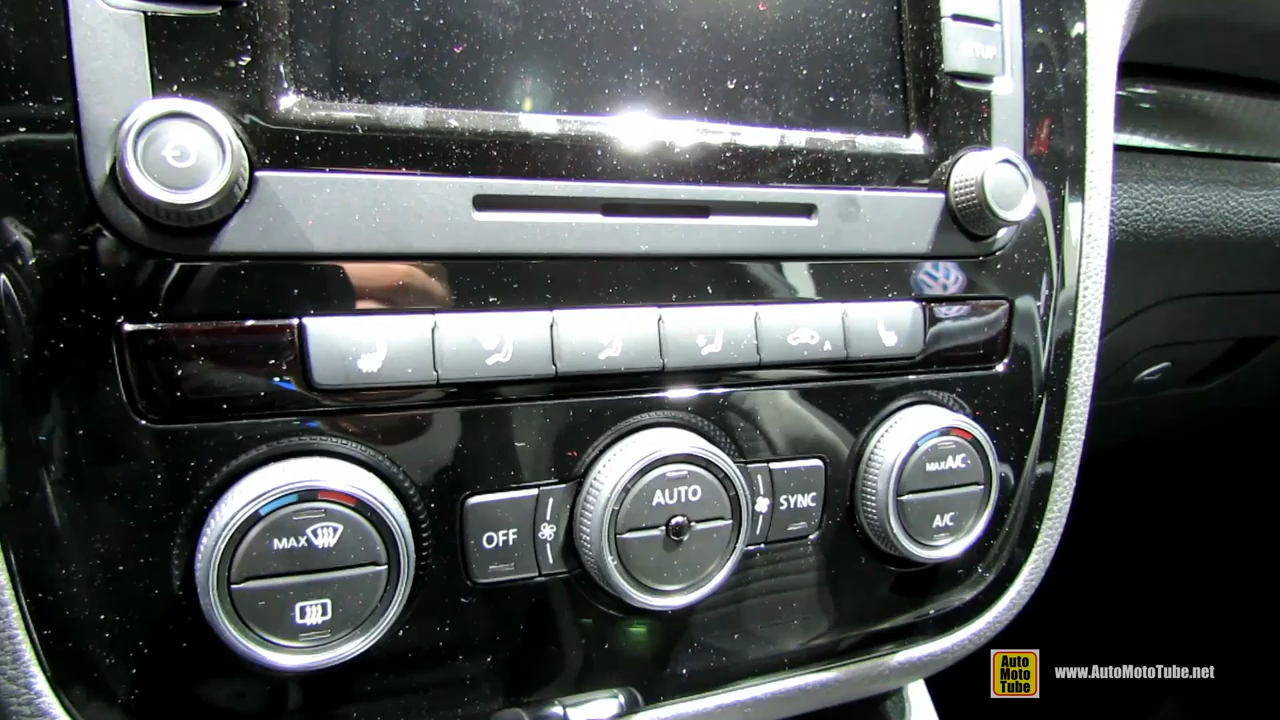 SETUP
AUTO
MAX A/C
OFF
SYNC
MAX
A/C
A
Auto
Moto
Tube
www.AutoMotoTube.net